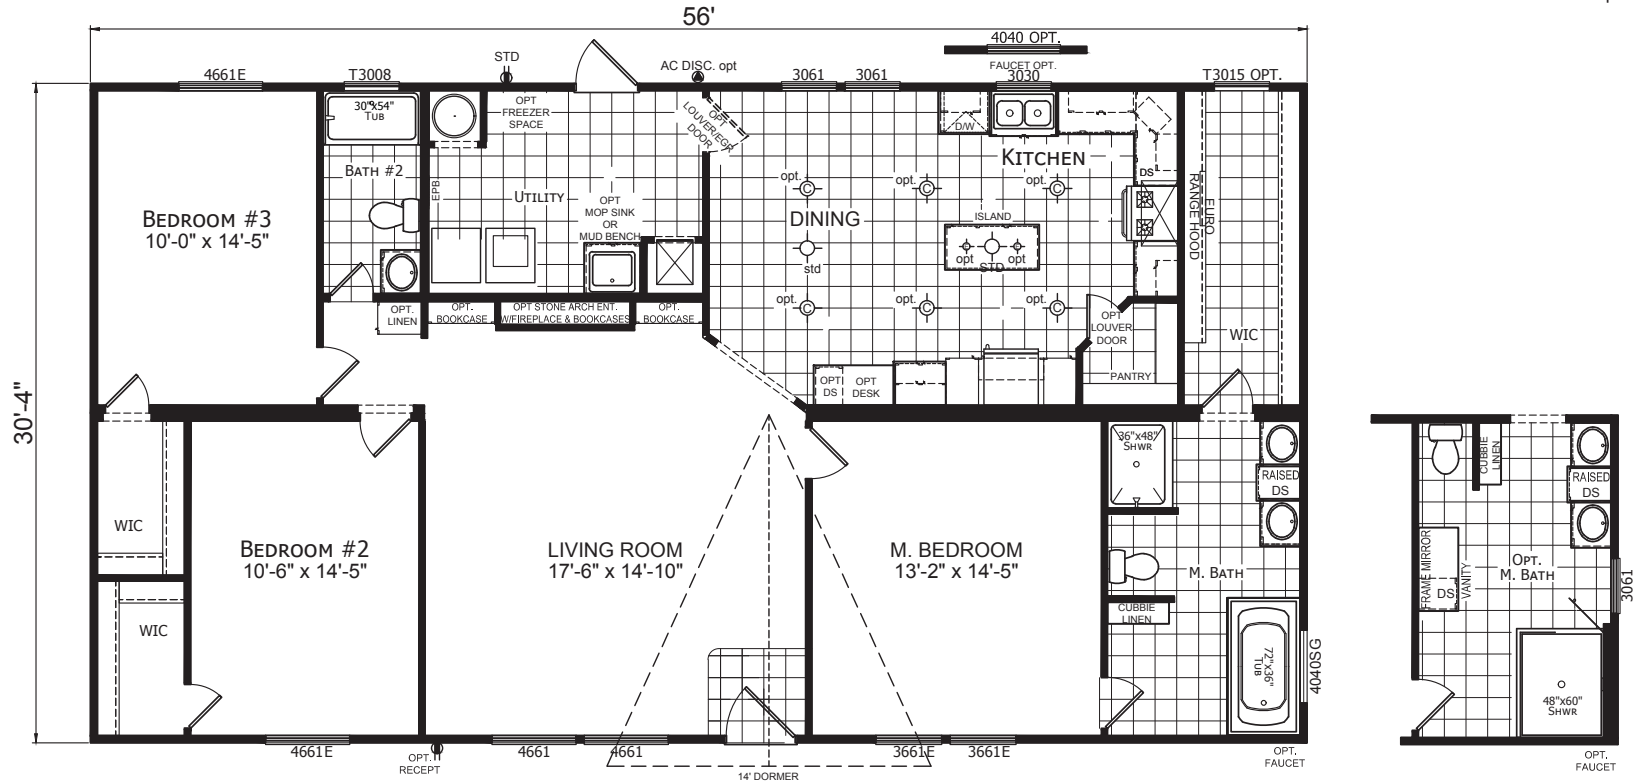 56'
4040 OPT.
FAUCET OPT.
STD
AC DISC. opt
4661E
T3008
3061
3061
3030
T3015 OPT.
30'-4"
30"x54"
TUB
OPT
FREEZER
SPACE
OPT
LOUVER/EGR
DOOR
D/W
KITCHEN
BATH #2
EPB
UTILITY
OPT
MOP SINK
OR
MUD BENCH
BEDROOM #3
10'-0" x 14'-5"
opt.
C
opt.
C
opt.
C
DS
EURO
RANGE HOOD
DINING
std
ISLAND
opt
STD
opt
OPT.
LINEN
OPT.
BOOKCASE
OPT STONE ARCH ENT.
W/FIREPLACE & BOOKCASES
OPT.
BOOKCASE
opt.
C
opt.
C
opt.
C
OPT
LOUVER
DOOR
WIC
PANTRY
OPT
DS
OPT
DESK
WIC
BEDROOM #2
10'-6" x 14'-5"
WIC
LIVING ROOM
17'-6" x 14'-10"
M. BEDROOM
13'-2" x 14'-5"
36"x48"
SHWR
RAISED
DS
M. BATH
CUBBIE
LINEN
72"x36"
TUB
4040SG
4661E
OPT.
RECEPT
4661
4661
14' DORMER
3661E
3661E
OPT.
FAUCET
CUBBIE
LINEN
RAISED
DS
FRAME MIRROR
DS
VANITY
OPT.
M. BATH
3061
48"x60"
SHWR
OPT.
FAUCET